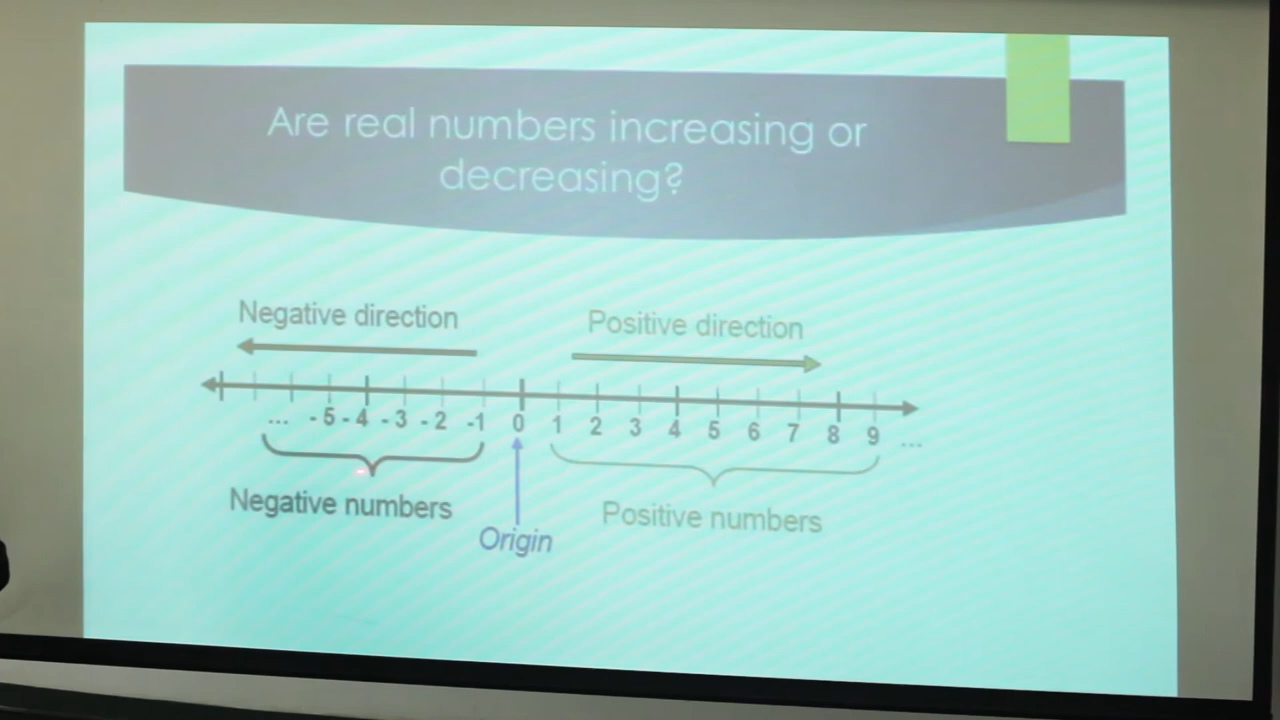 Are real numbers increasing or
decreasing?
Negative direction
Positive direction
... -5 -4 -3 -2 -1 0 1 2 3 4 5 6 7 8 9 ...
Negative numbers
Positive numbers
Origin